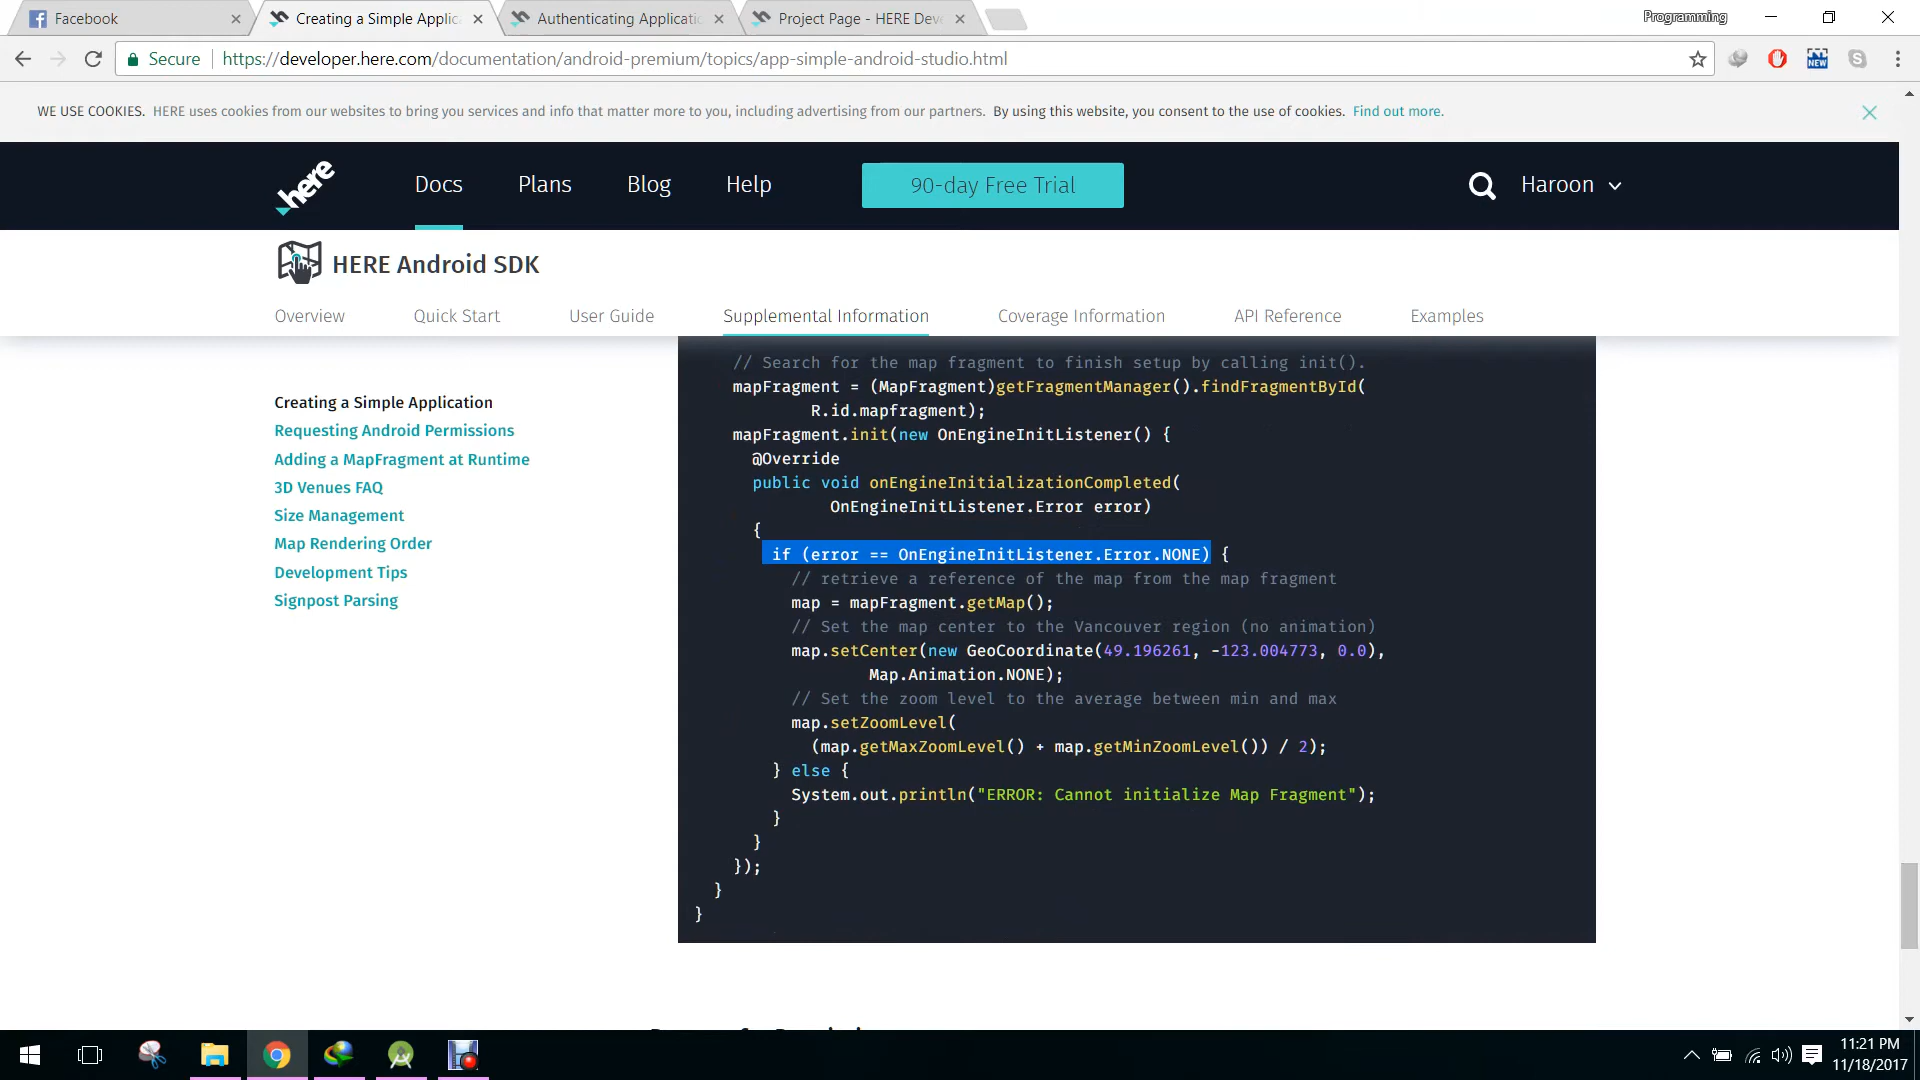 Facebook
Creating a Simple Applic
Authenticating Applicatio
Project Page - HERE Dev
Programming
Secure
https://developer.here.com/documentation/android-premium/topics/app-simple-android-studio.html
NEW
WE USE COOKIES. HERE uses cookies from our websites to bring you services and info that matter more to you, including advertising from our partners. By using this website, you consent to the use of cookies. Find out more.
here
Docs
Plans
Blog
Help
90-day Free Trial
Haroon
HERE Android SDK
Overview
Quick Start
User Guide
Supplemental Information
Coverage Information
API Reference
Examples
Creating a Simple Application
Requesting Android Permissions
Adding a MapFragment at Runtime
3D Venues FAQ
Size Management
Map Rendering Order
Development Tips
Signpost Parsing
// Search for the map fragment to finish setup by calling init().
mapFragment = (MapFragment)getFragmentManager().findFragmentById(
R.id.mapfragment);
mapFragment.init(new OnEngineInitListener() {
@Override
public void onEngineInitializationCompleted(
OnEngineInitListener.Error error)
{
if (error == OnEngineInitListener.Error.NONE) {
// retrieve a reference of the map from the map fragment
map = mapFragment.getMap();
// Set the map center to the Vancouver region (no animation)
map.setCenter(new GeoCoordinate(49.196261, -123.004773, 0.0),
Map.Animation.NONE);
// Set the zoom level to the average between min and max
map.setZoomLevel(
(map.getMaxZoomLevel() + map.getMinZoomLevel()) / 2);
} else {
System.out.println("ERROR: Cannot initialize Map Fragment");
}
}
});
}
}
11:21 PM
11/18/2017